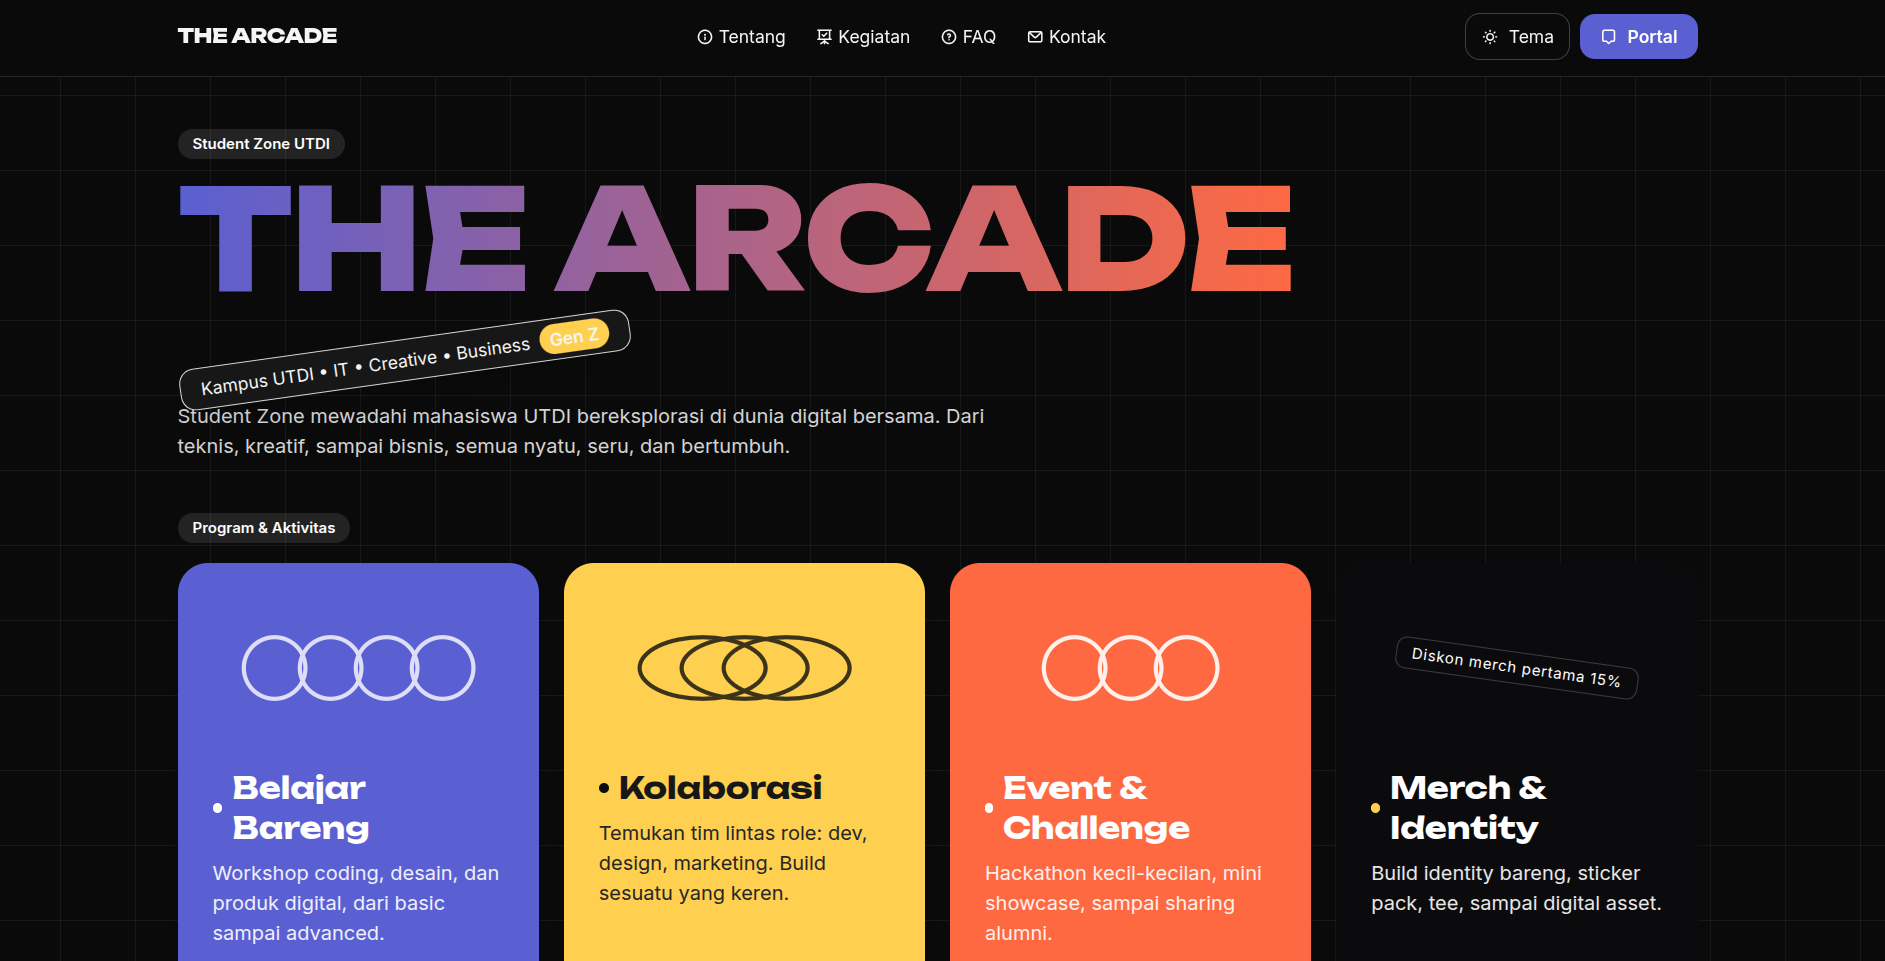 THE ARCADE
Tentang
Kegiatan
FAQ
Kontak
Tema
Portal
Student Zone UTDI
THE ARCADE
Kampus UTDI • IT • Creative • Business Gen Z
Student Zone mewadahi mahasiswa UTDI bereksplorasi di dunia digital bersama. Dari
teknis, kreatif, sampai bisnis, semua nyatu, seru, dan bertumbuh.
Program & Aktivitas
• Belajar
Bareng
Workshop coding, desain, dan
produk digital, dari basic
sampai advanced.
• Kolaborasi
Temukan tim lintas role: dev,
design, marketing. Build
sesuatu yang keren.
• Event &
Challenge
Hackathon kecil-kecilan, mini
showcase, sampai sharing
alumni.
Diskon merch pertama 15%
• Merch &
Identity
Build identity bareng, sticker
pack, tee, sampai digital asset.